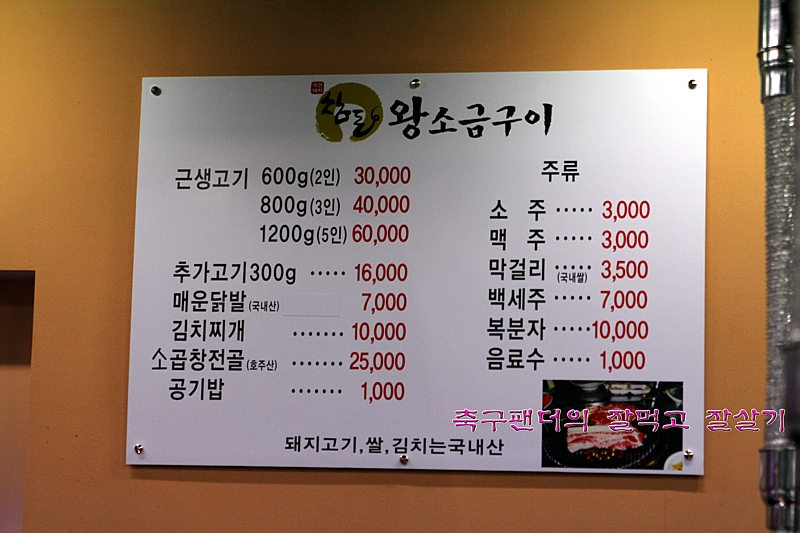 참돌 왕소금구이
근생고기 600g(2인) 30,000
800g(3인) 40,000
1200g(5인) 60,000
추가고기300g ····· 16,000
매운닭발(국내산) 7,000
김치찌개 ······· 10,000
소곱창전골(호주산) ······· 25,000
공기밥 ······· 1,000
주류
소 주 ····· 3,000
맥 주 ····· 3,000
막걸리 ····· 3,500
(국내쌀)
백세주 ····· 7,000
복분자 ·····10,000
음료수 ····· 1,000
돼지고기,쌀,김치는국내산
축구팬더의 잘먹고 잘살기